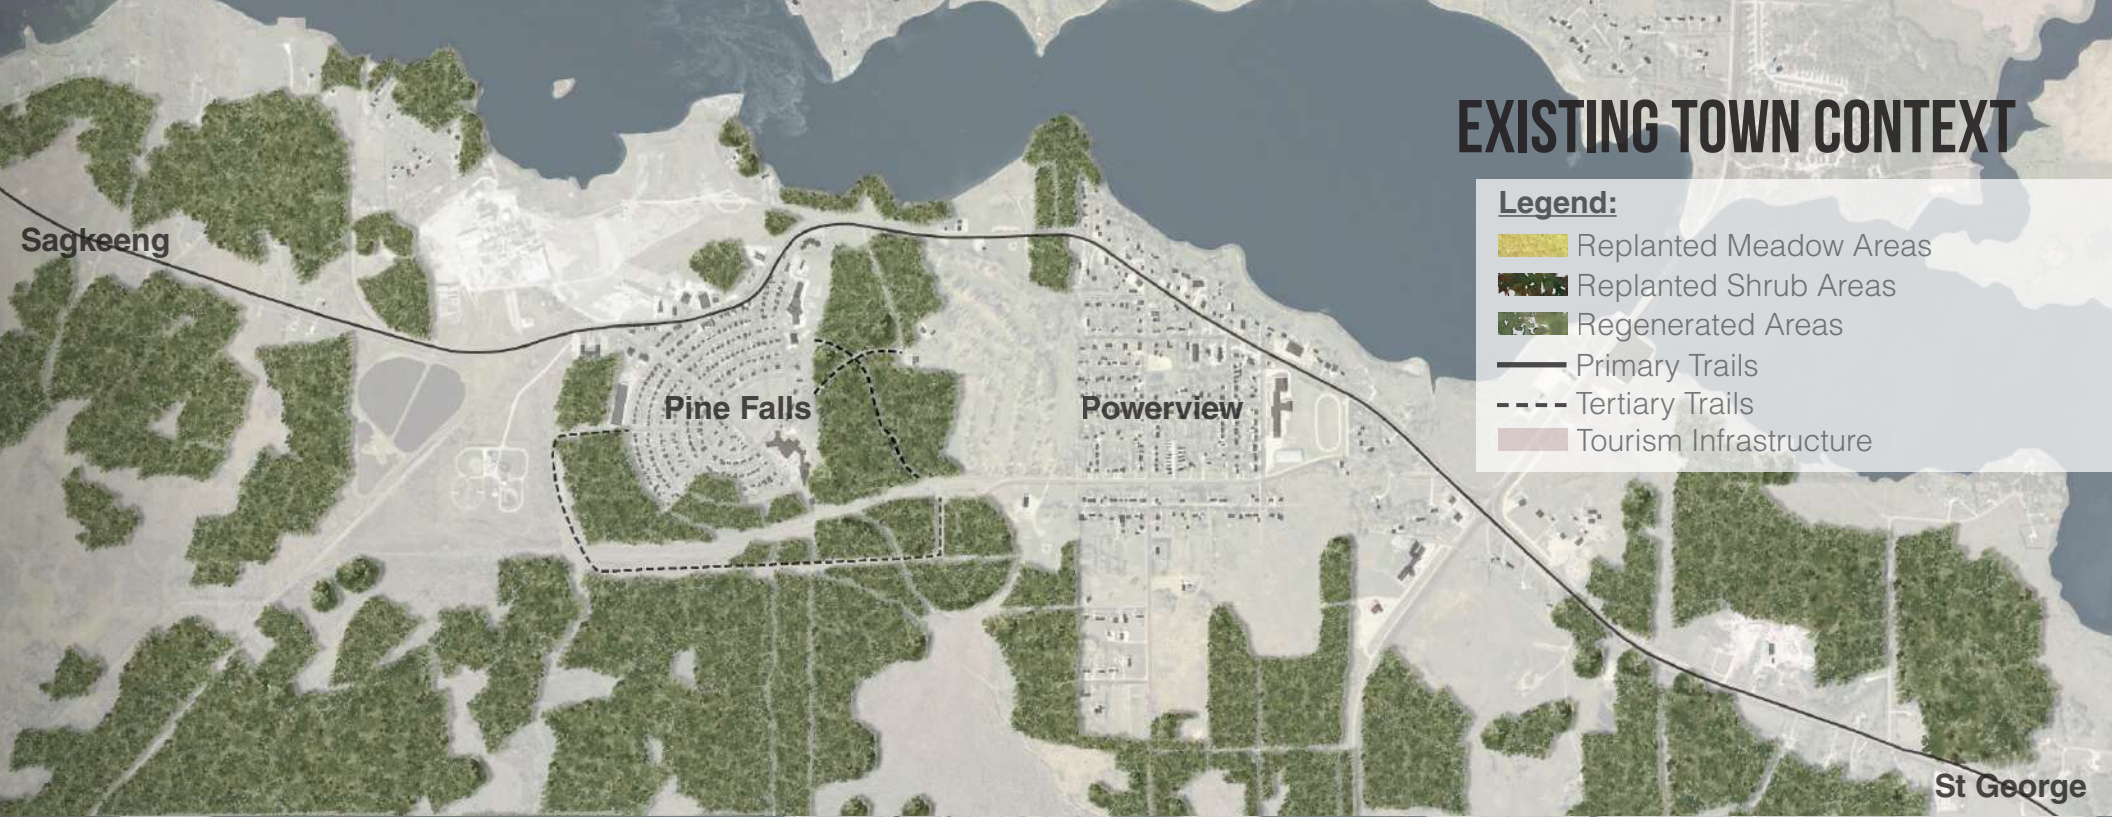 EXISTING TOWN CONTEXT
Legend:
Replanted Meadow Areas
Replanted Shrub Areas
Regenerated Areas
Primary Trails
Tertiary Trails
Tourism Infrastructure
Sagkeeng
Pine Falls
Powerview
St George